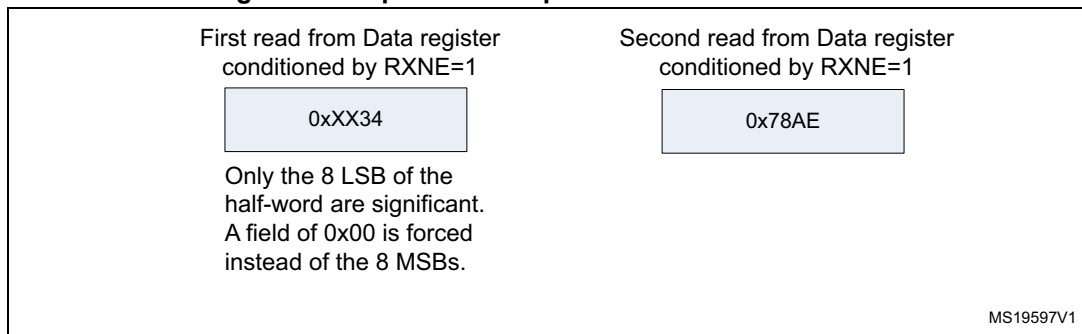 First read from Data register
conditioned by RXNE=1
0xXX34
Only the 8 LSB of the
half-word are significant.
A field of 0x00 is forced
instead of the 8 MSBs.
Second read from Data register
conditioned by RXNE=1
0x78AE
MS19597V1